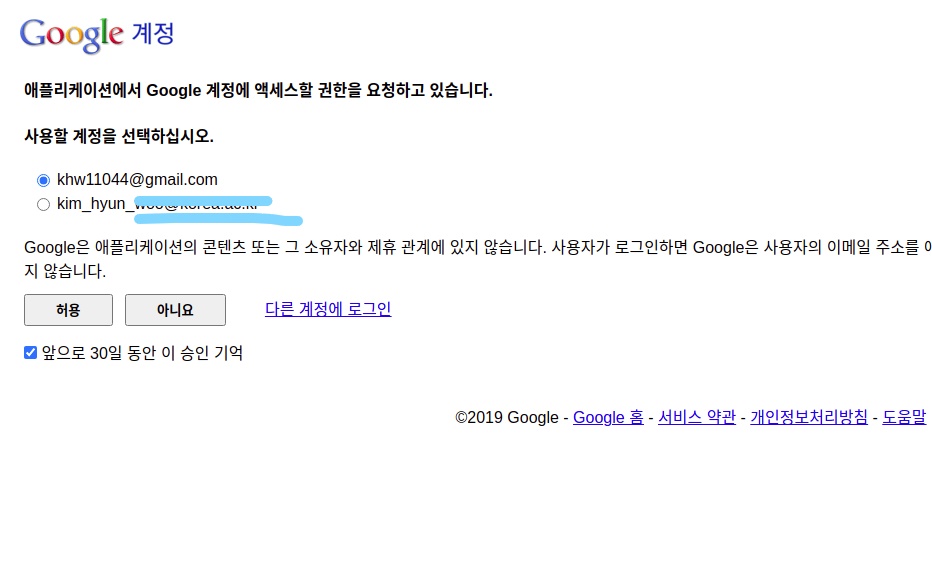 Google 계정
애플리케이션에서 Google 계정에 액세스할 권한을 요청하고 있습니다.
사용할 계정을 선택하십시오.
khw11044@gmail.com
kim_hyun_
Google은 애플리케이션의 콘텐츠 또는 그 소유자와 제휴 관계에 있지 않습니다. 사용자가 로그인하면 Google은 사용자의 이메일 주소를
지 않습니다.
허용 아니요 다른 계정에 로그인
앞으로 30일 동안 이 승인 기억
©2019 Google - Google 홈 - 서비스 약관 - 개인정보처리방침 - 도움말